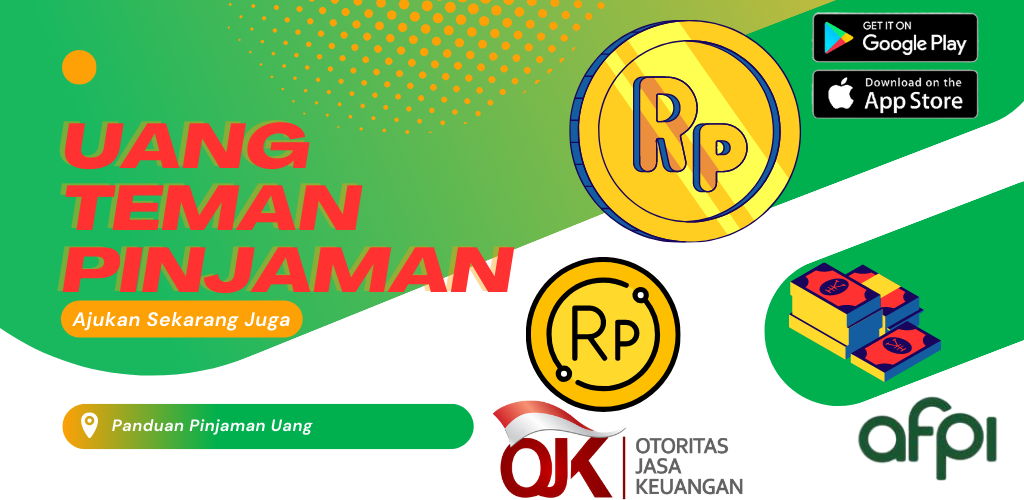 UANG
TEMAN
PINJAMAN
Ajukan Sekarang Juga
Panduan Pinjaman Uang
GET IT ON
Google Play
Download on the
App Store
Rp
Rp
OJK
OTORITAS
JASA
KEUANGAN
afpi